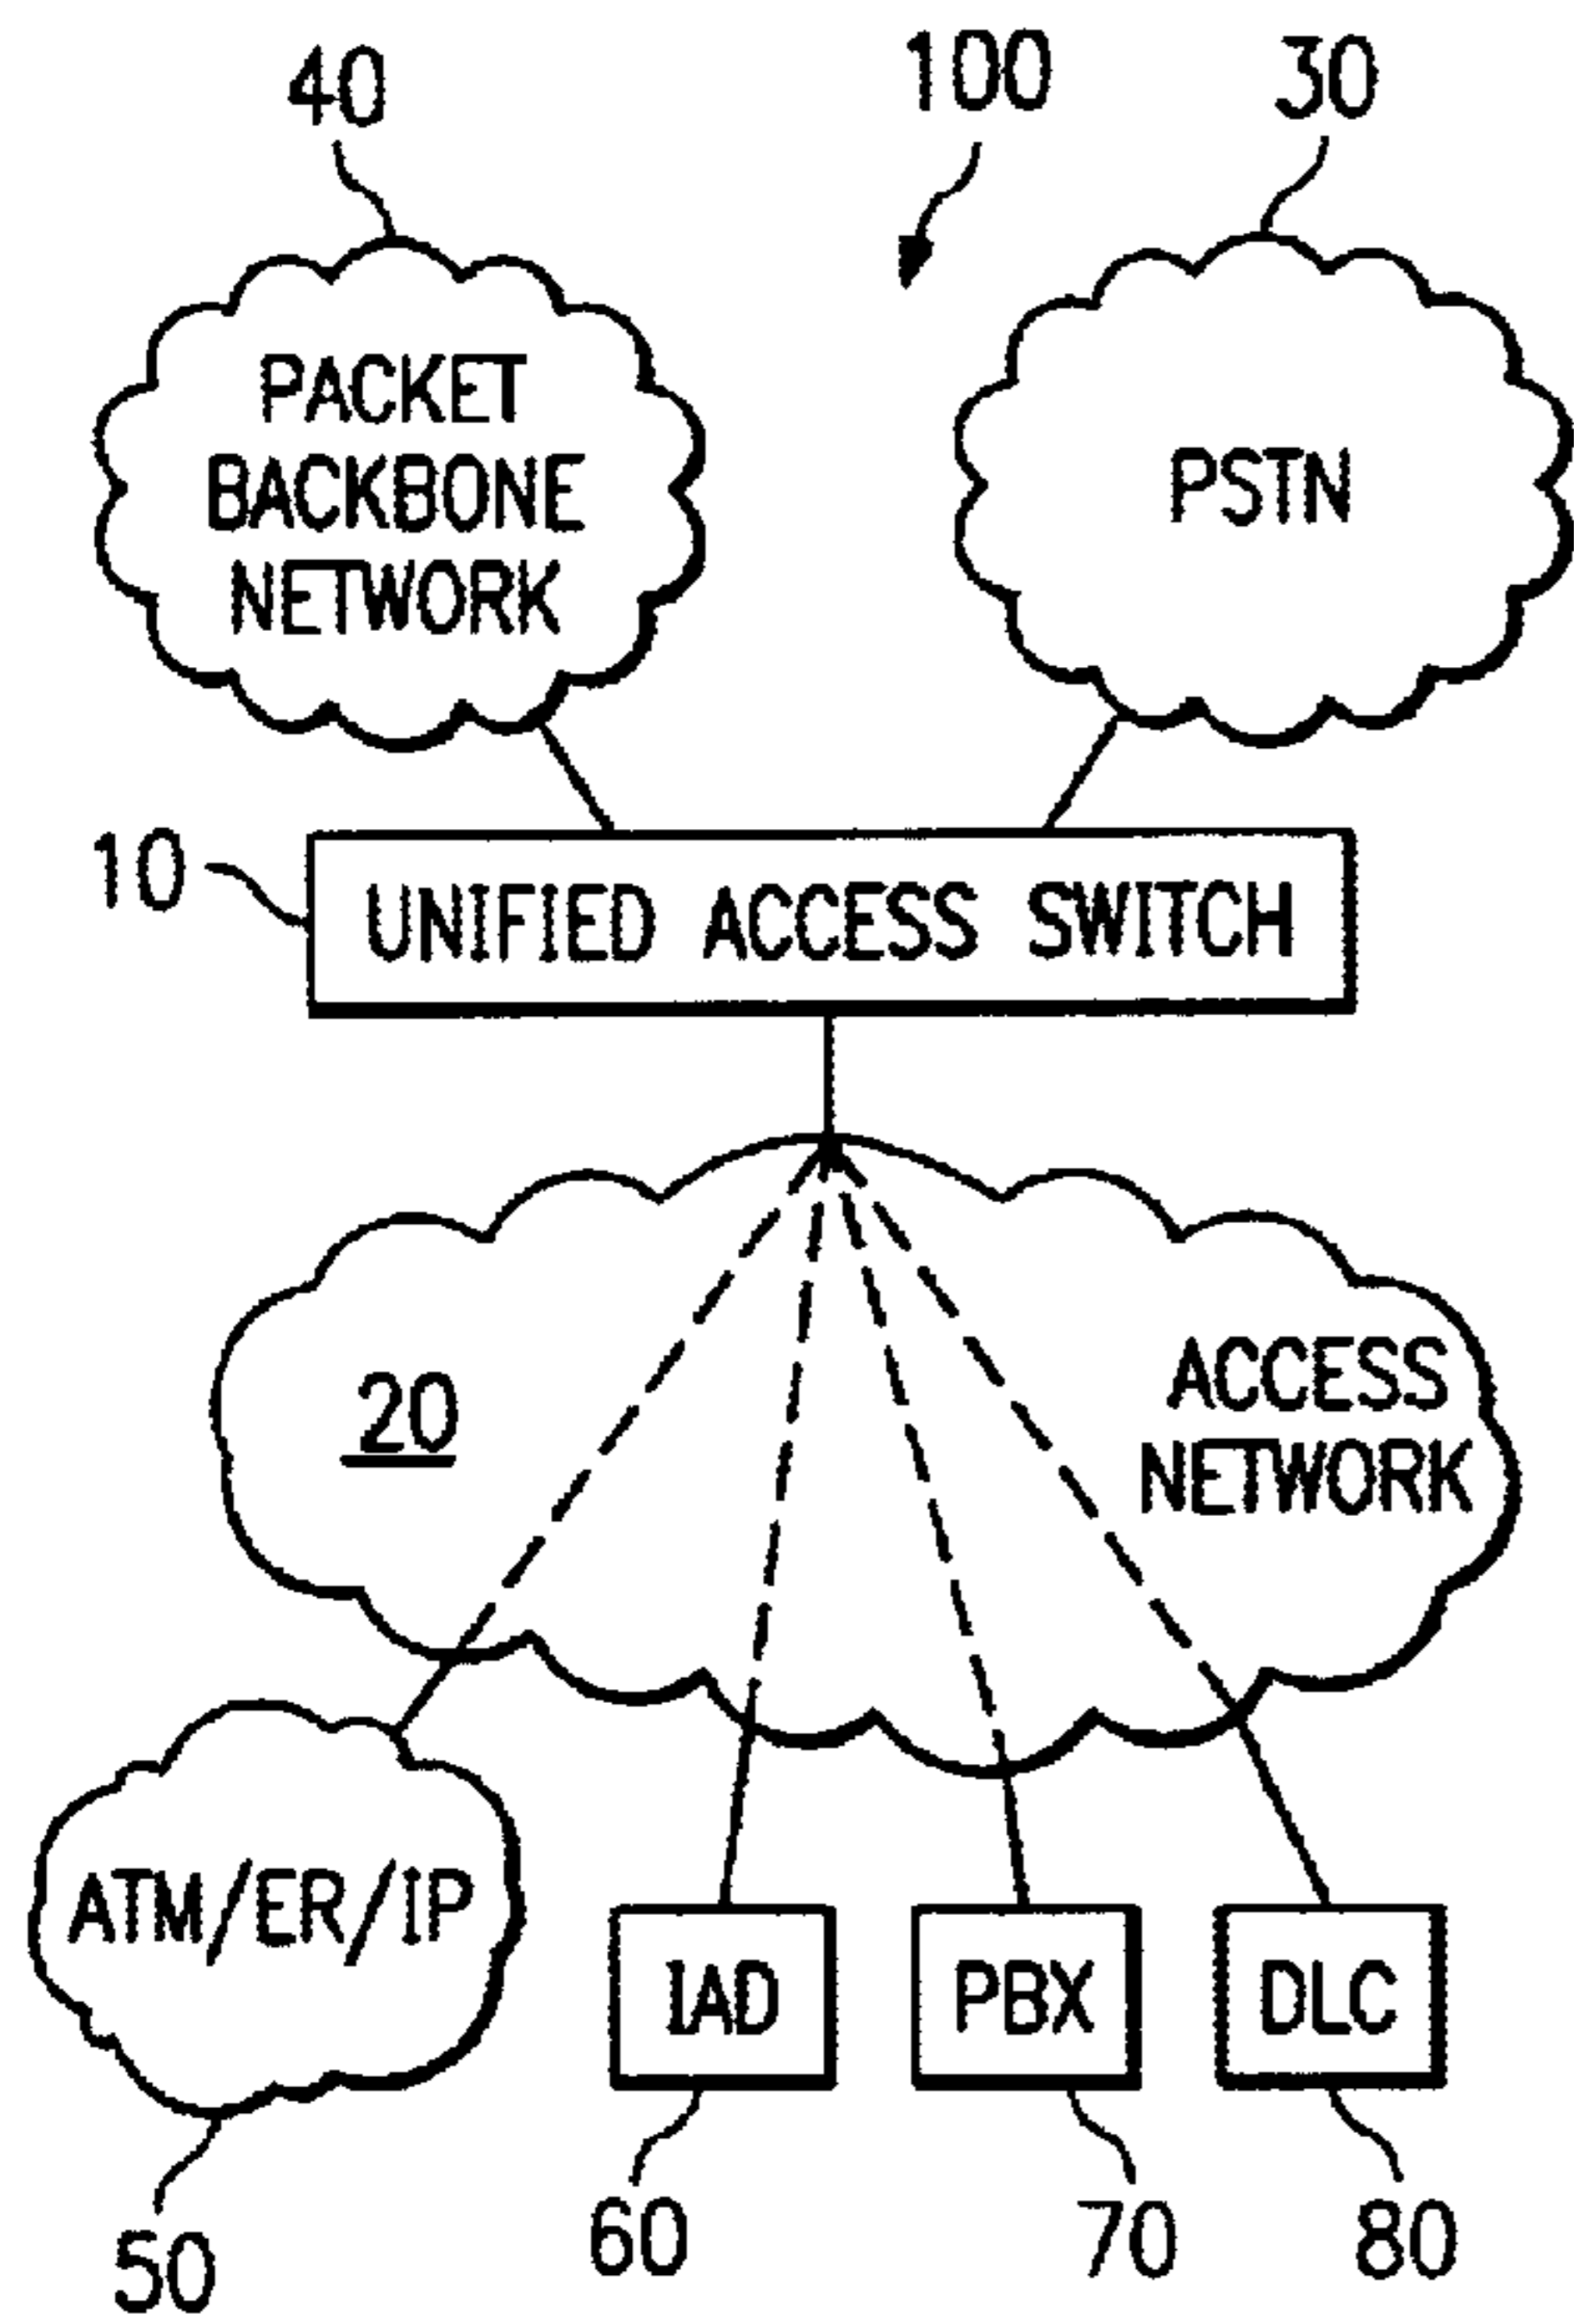 40
100
30
PACKET
BACKBONE
NETWORK
PSTN
10
UNIFIED ACCESS SWITCH
20
ACCESS
NETWORK
ATM/ER/IP
IAD
PBX
DLC
50
60
70
80